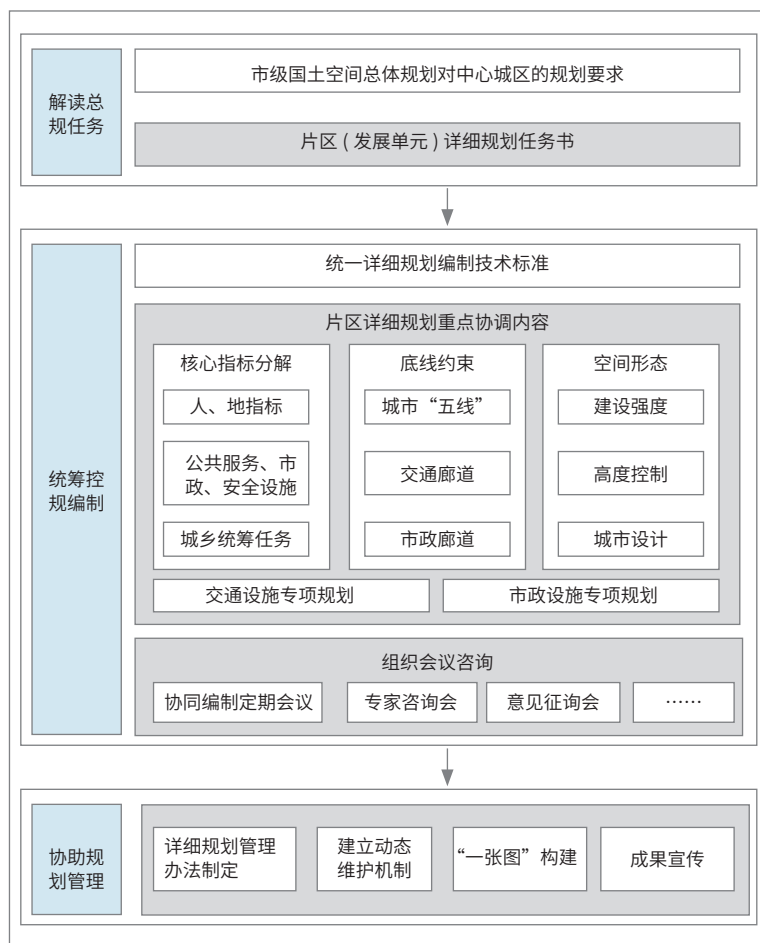 解读总
规任务
市级国土空间总体规划对中心城区的规划要求
片区 ( 发展单元 ) 详细规划任务书
统筹控
规编制
统一详细规划编制技术标准
片区详细规划重点协调内容
核心指标分解
人、地指标
公共服务、市
政、安全设施
城乡统筹任务
底线约束
城市“五线”
交通廊道
市政廊道
空间形态
建设强度
高度控制
城市设计
交通设施专项规划
市政设施专项规划
组织会议咨询
协同编制定期会议
专家咨询会
意见征询会
……
协助规
划管理
详细规划管理
办法制定
建立动态
维护机制
“一张图”构建
成果宣传